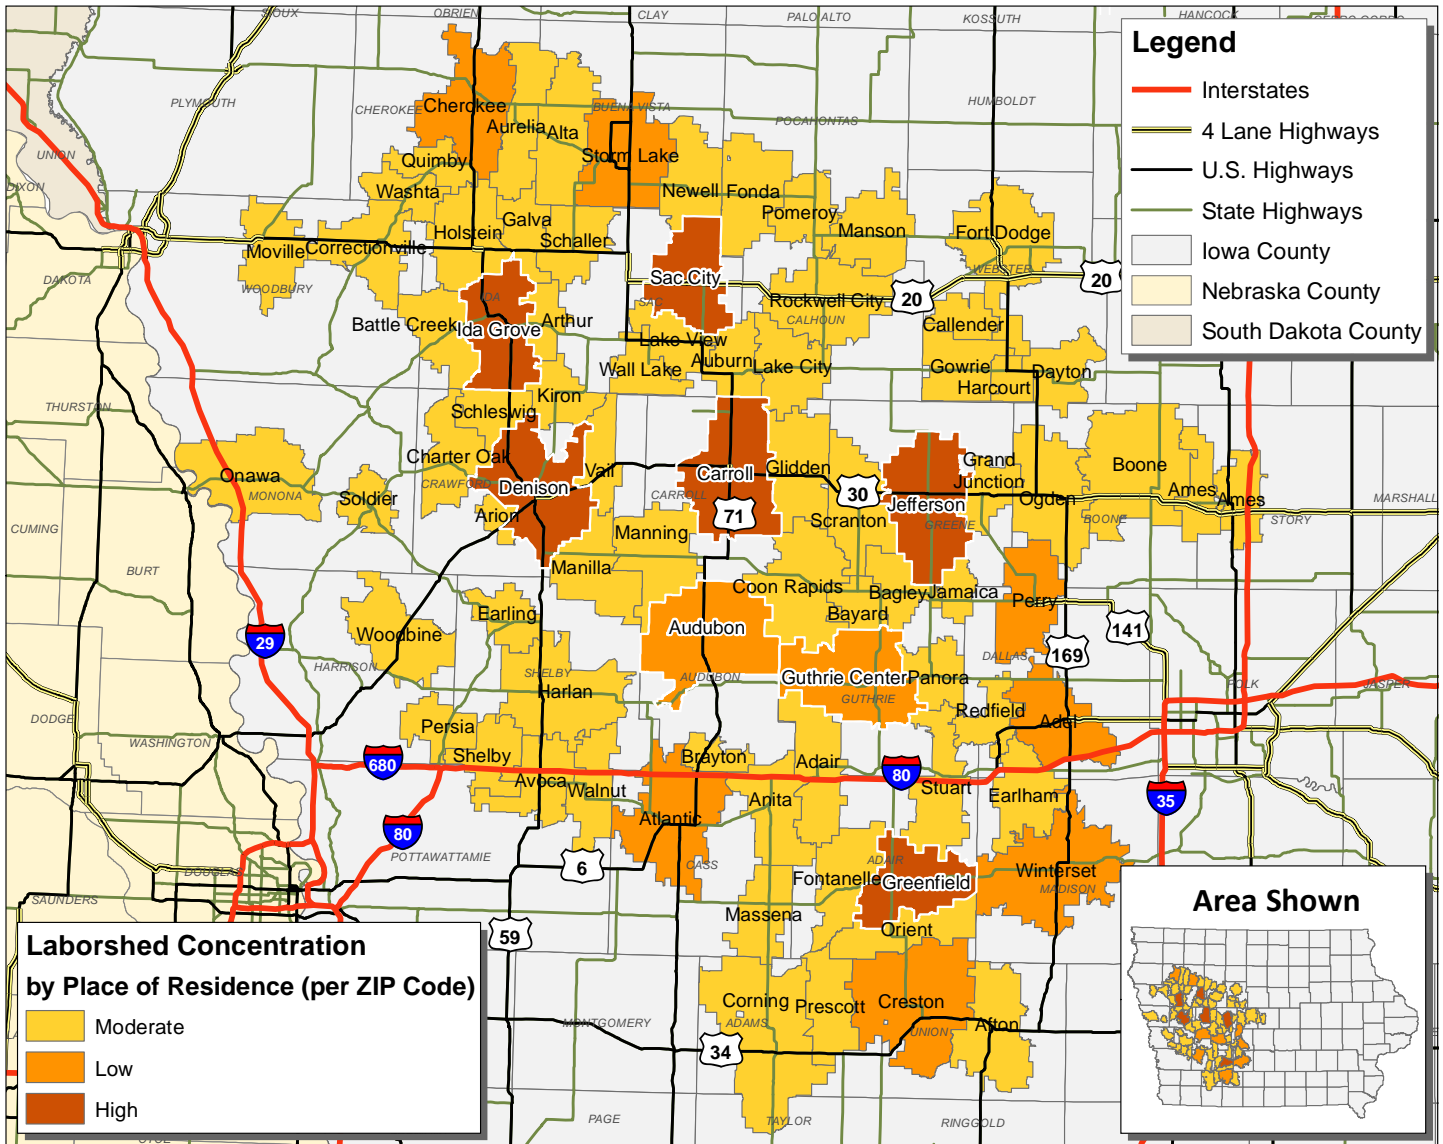 SIOUX
OBRIEN
CLAY
PALO ALTO
KOSSUTH
HANCOCK
Legend
Interstates
4 Lane Highways
U.S. Highways
State Highways
Iowa County
Nebraska County
South Dakota County
PLYMOUTH
CHEROKEE
Cherokee
BUENA VISTA
HUMBOLDT
POCAHONTAS
Aurelia
Alta
UNION
Quimby
Storm Lake
DIXON
Washta
Newell
Fonda
Galva
Pomeroy
Holstein
Schaller
Manson
Fort Dodge
Moville
Correctionville
DAKOTA
WOODBURY
Sac City
WEBSTER
20
20
IDA
SAC
Rockwell City
CALHOUN
Battle Creek
Ida Grove
Arthur
Callender
Lake View
Wall Lake
Auburn
Lake City
Gowrie
Dayton
Harcourt
Kiron
THURSTON
Schleswig
Charter Oak
Vail
Carroll
Glidden
Grand
Junction
Boone
Onawa
MONONA
Soldier
CRAWFORD
Denison
CARROLL
30
Jefferson
Ogden
Ames
Ames
MARSHALL
CUMING
Arion
71
Scranton
GREENE
BOONE
STORY
Manning
BURT
Manilla
Coon Rapids
Bagley
Jamaica
Perry
Earling
Bayard
29
Woodbine
Audubon
141
169
HARRISON
SHELBY
AUDUBON
Guthrie Center
Panora
DALLAS
GUTHRIE
POLK
JASPER
Harlan
Redfield
Adel
DODGE
WASHINGTON
Persia
Shelby
Brayton
Adair
680
80
Avoca
Walnut
Anita
Stuart
Earlham
35
80
Atlantic
POTTAWATTAMIE
6
CASS
ADAIR
Winterset
DOUGLAS
Fontanelle
Greenfield
MADISON
SAUNDERS
Massena
Orient
59
Area Shown
Laborshed Concentration
by Place of Residence (per ZIP Code)
Moderate
Low
High
Corning
Prescott
Creston
MONTGOMERY
ADAMS
UNION
Afton
34
PAGE
TAYLOR
RINGGOLD